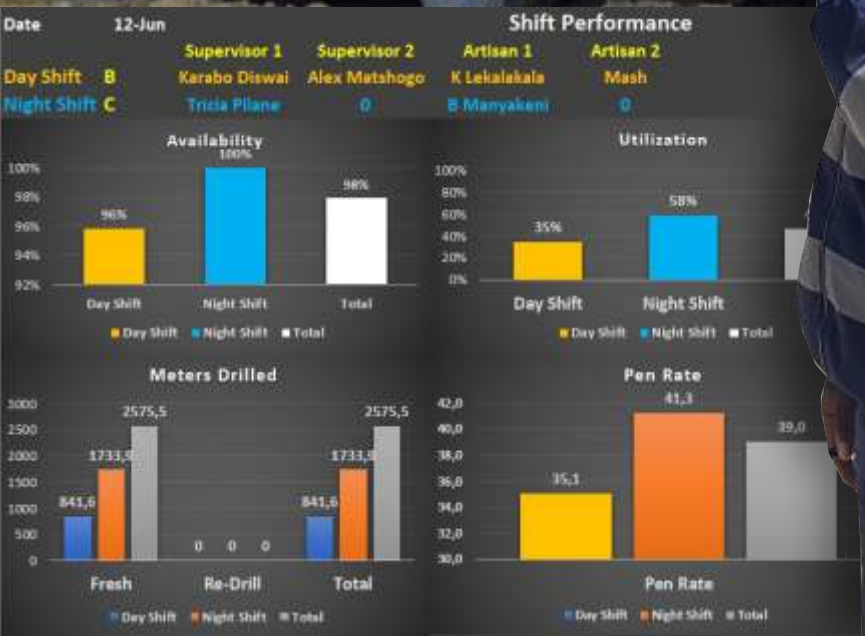 Date 12-Jun Shift Performance
Supervisor 1 Supervisor 2 Artisan 1 Artisan 2
Day Shift B Karabo Diswai Alex Matshogo K Lekalakala Mash
Night Shift C Tricia Pilane 0 B Manyakeni 0
Availability
100%
100%
98%
96%
94%
92%
96%
98%
Day Shift Night Shift Total
Day Shift Night Shift Total
Utilization
100%
80%
60%
40%
20%
0%
35%
58%
Day Shift Night Shift
Day Shift Night Shift Total
Meters Drilled
3000
2500
2000
1500
1000
500
0
841,6 1733,9 2575,5
0 0 0
841,6 1733,9 2575,5
Fresh Re-Drill Total
Day Shift Night Shift Total
Pen Rate
42,0
40,0
38,0
36,0
34,0
32,0
30,0
35,1
41,3
39,0
Pen Rate
Day Shift Night Shift Total